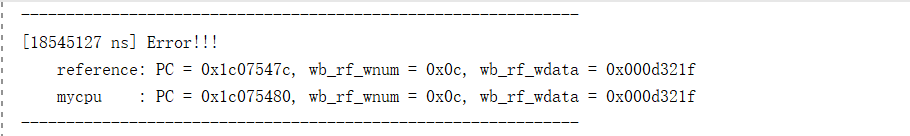 --------------------------------------------------------------
[18545127 ns] Error!!!
    reference: PC = 0x1c07547c, wb_rf_wnum = 0x0c, wb_rf_wdata = 0x000d321f
    mycpu    : PC = 0x1c075480, wb_rf_wnum = 0x0c, wb_rf_wdata = 0x000d321f
--------------------------------------------------------------